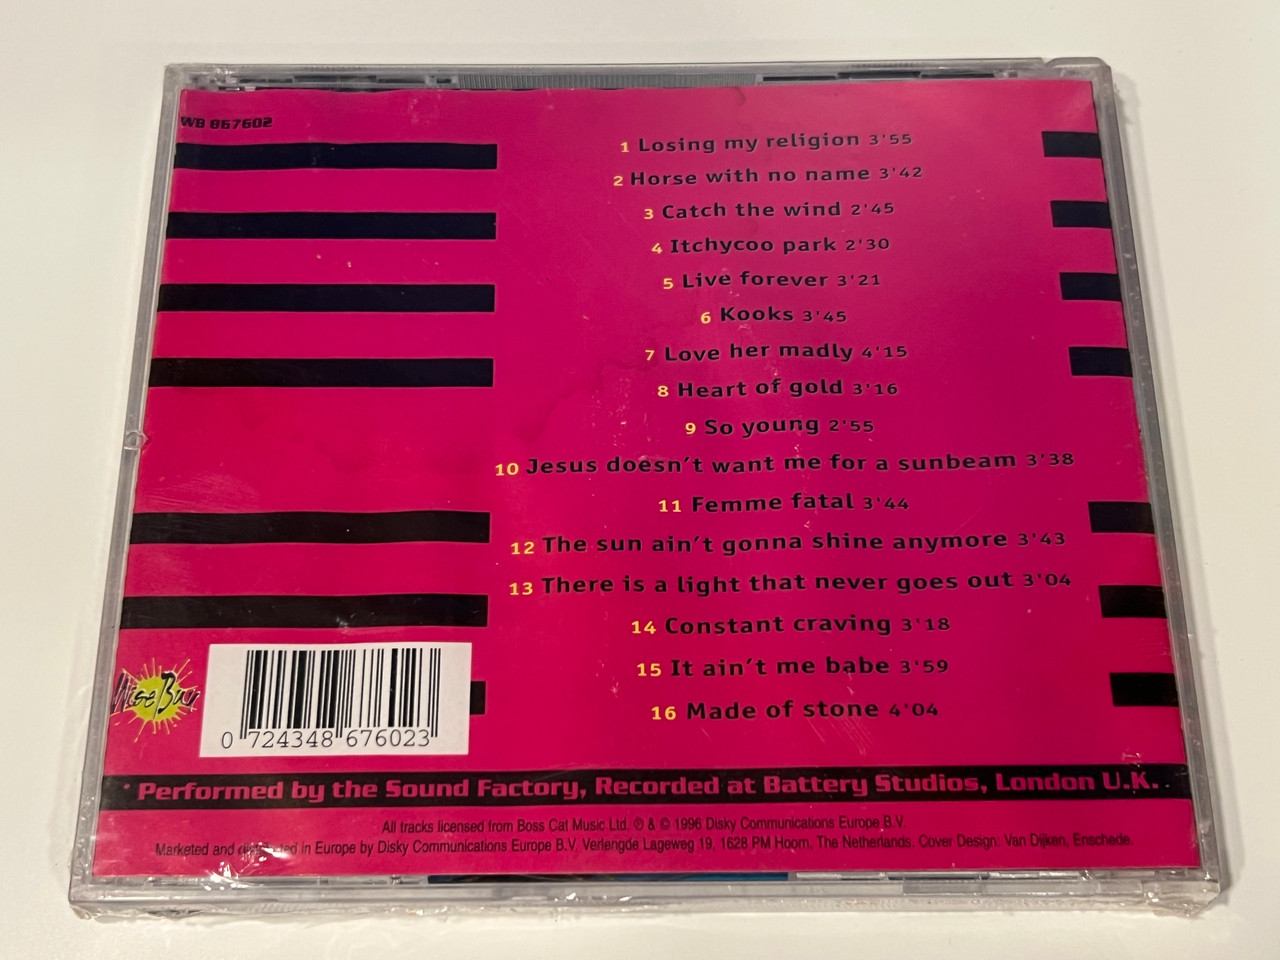 WB 867602
1 Losing my religion 3'55
2 Horse with no name 3'42
3 Catch the wind 2'45
4 Itchycoo park 2'30
5 Live forever 3'21
6 Kooks 3'45
7 Love her madly 4'15
8 Heart of gold 3'16
9 So young 2'55
10 Jesus doesn't want me for a sunbeam 3'38
11 Femme fatal 3'44
12 The sun ain't gonna shine anymore 3'43
13 There is a light that never goes out 3'04
14 Constant craving 3'18
15 It ain't me babe 3'59
16 Made of stone 4'04
Wise Buy
0 724348 676023
* Performed by the Sound Factory, Recorded at Battery Studios, London U.K.
All tracks licensed from Boss Cat Music Ltd. ℗ & © 1996 Disky Communications Europe B.V.
Marketed and distributed in Europe by Disky Communications Europe B.V. Verlengde Lageweg 19, 1628 PM Hoorn. The Netherlands. Cover Design: Van Dijken, Enschede.